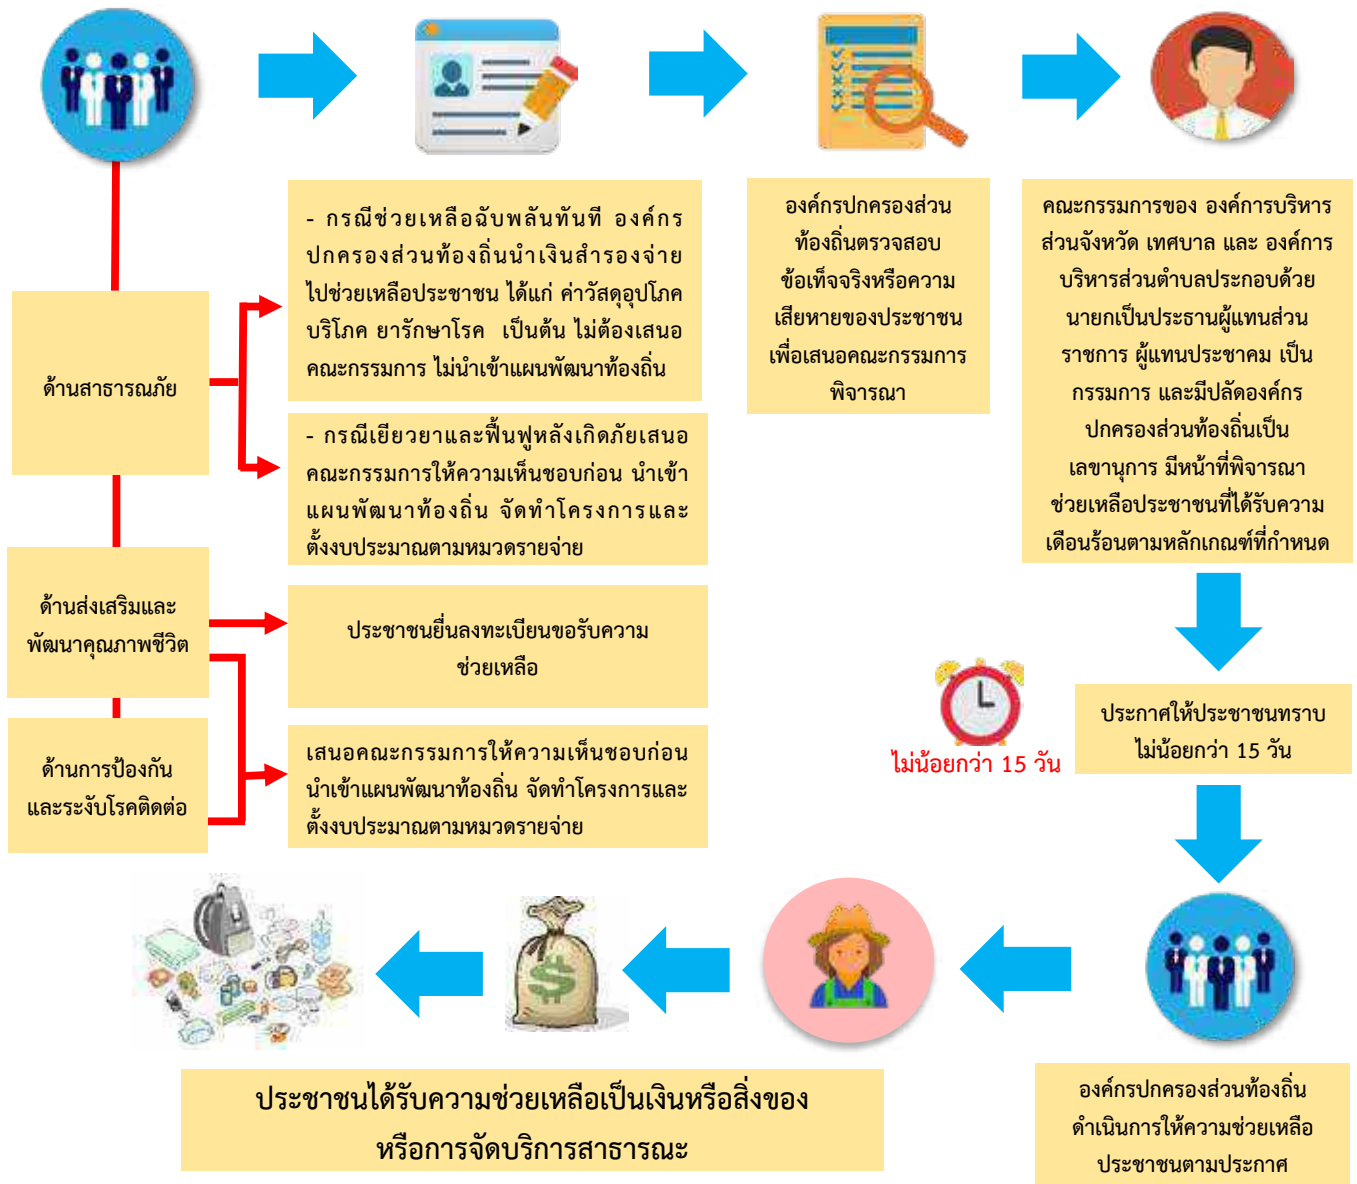 - กรณีช่วยเหลือฉับพลันทันที องค์กร
ปกครองส่วนท้องถิ่นนำเงินสำรองจ่าย
ไปช่วยเหลือประชาชน ได้แก่ ค่าวัสดุอุปโภค
บริโภค ยารักษาโรค เป็นต้น ไม่ต้องเสนอ
คณะกรรมการ ไม่นำเข้าแผนพัฒนาท้องถิ่น
องค์กรปกครองส่วน
ท้องถิ่นตรวจสอบ
ข้อเท็จจริงหรือความ
เสียหายของประชาชน
เพื่อเสนอคณะกรรมการ
พิจารณา
คณะกรรมการของ องค์การบริหาร
ส่วนจังหวัด เทศบาล และ องค์การ
บริหารส่วนตำบลประกอบด้วย
นายกเป็นประธานผู้แทนส่วน
ราชการ ผู้แทนประชาคม เป็น
กรรมการ และมีปลัดองค์กร
ปกครองส่วนท้องถิ่นเป็น
เลขานุการ มีหน้าที่พิจารณา
ช่วยเหลือประชาชนที่ได้รับความ
เดือนร้อนตามหลักเกณฑ์ที่กำหนด
ด้านสาธารณภัย
- กรณีเยียวยาและฟื้นฟูหลังเกิดภัยเสนอ
คณะกรรมการให้ความเห็นชอบก่อน นำเข้า
แผนพัฒนาท้องถิ่น จัดทำโครงการและ
ตั้งงบประมาณตามหมวดรายจ่าย
ด้านส่งเสริมและ
พัฒนาคุณภาพชีวิต
ประชาชนยื่นลงทะเบียนขอรับความ
ช่วยเหลือ
ด้านการป้องกัน
และระงับโรคติดต่อ
เสนอคณะกรรมการให้ความเห็นชอบก่อน
นำเข้าแผนพัฒนาท้องถิ่น จัดทำโครงการและ
ตั้งงบประมาณตามหมวดรายจ่าย
ไม่น้อยกว่า 15 วัน
ประกาศให้ประชาชนทราบ
ไม่น้อยกว่า 15 วัน
องค์กรปกครองส่วนท้องถิ่น
ดำเนินการให้ความช่วยเหลือ
ประชาชนตามประกาศ
ประชาชนได้รับความช่วยเหลือเป็นเงินหรือสิ่งของ
หรือการจัดบริการสาธารณะ